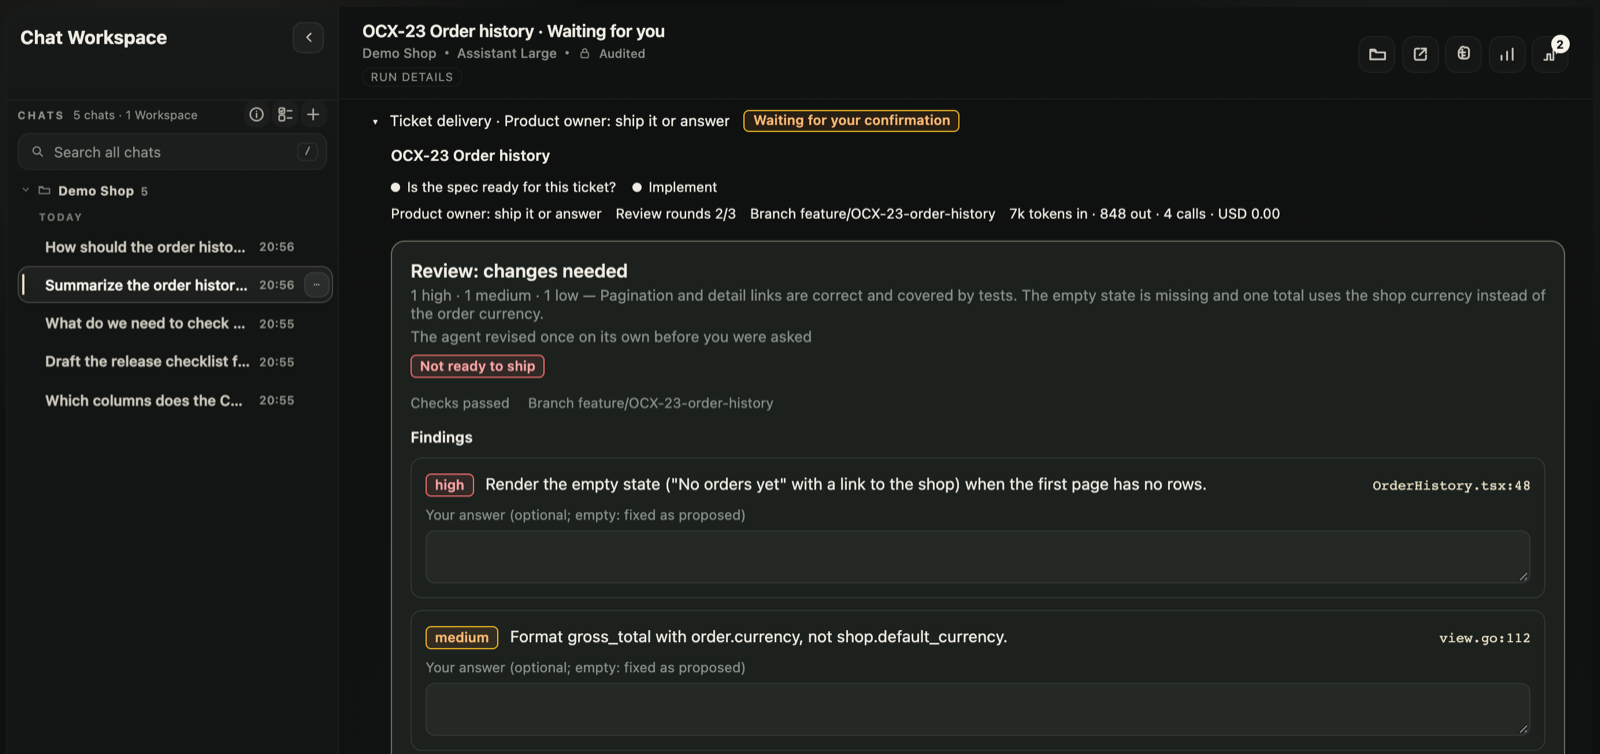 Chat Workspace
CHATS 5 chats · 1 Workspace
Search all chats /
Demo Shop 5
TODAY
How should the order histo... 20:56
Summarize the order histor... 20:56 ...
What do we need to check ... 20:55
Draft the release checklist f... 20:55
Which columns does the C... 20:55
OCX-23 Order history · Waiting for you
Demo Shop • Assistant Large • Audited
RUN DETAILS
2
Ticket delivery · Product owner: ship it or answer Waiting for your confirmation
OCX-23 Order history
Is the spec ready for this ticket? Implement
Product owner: ship it or answer Review rounds 2/3 Branch feature/OCX-23-order-history 7k tokens in · 848 out · 4 calls · USD 0.00
Review: changes needed
1 high · 1 medium · 1 low — Pagination and detail links are correct and covered by tests. The empty state is missing and one total uses the shop currency instead of
the order currency.
The agent revised once on its own before you were asked
Not ready to ship
Checks passed Branch feature/OCX-23-order-history
Findings
high Render the empty state ("No orders yet" with a link to the shop) when the first page has no rows. OrderHistory.tsx:48
Your answer (optional; empty: fixed as proposed)
medium Format gross_total with order.currency, not shop.default_currency. view.go:112
Your answer (optional; empty: fixed as proposed)